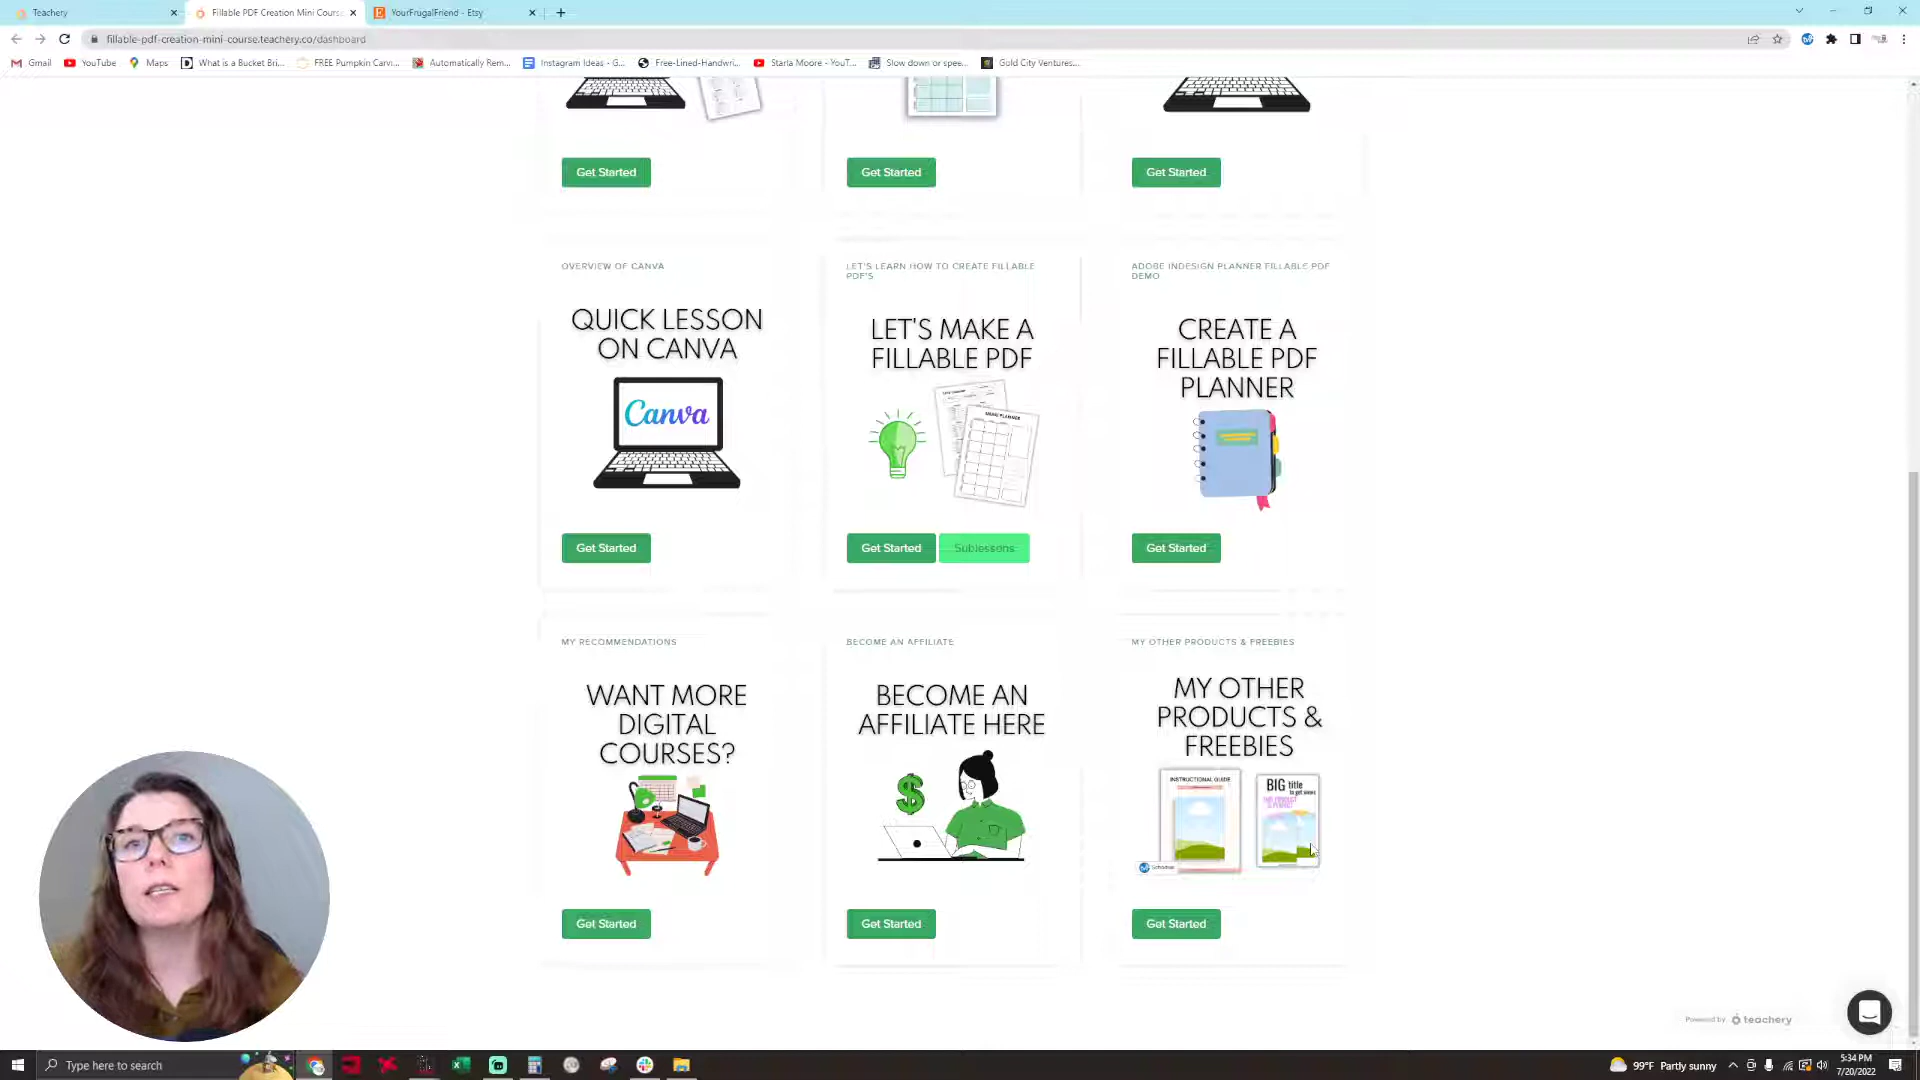 Teachery
Fillable PDF Creation Mini Course
YourFrugalFriend - Etsy
fillable-pdf-creation-mini-course.teachery.co/dashboard
Gmail
YouTube
Maps
What is a Bucket Bri...
FREE Pumpkin Carvi...
Automatically Rem...
Instagram Ideas - G...
Free-Lined-Handwri...
Starla Moore - YouT...
Slow down or spee...
Gold City Ventures...
Get Started
Get Started
Get Started
OVERVIEW OF CANVA
QUICK LESSON
ON CANVA
Canva
Get Started
LET'S LEARN HOW TO CREATE FILLABLE
PDF'S
LET'S MAKE A
FILLABLE PDF
MENU PLANNER
Get Started
Sublessons
ADOBE INDESIGN PLANNER FILLABLE PDF
DEMO
CREATE A
FILLABLE PDF
PLANNER
Get Started
MY RECOMMENDATIONS
WANT MORE
DIGITAL
COURSES?
Get Started
BECOME AN AFFILIATE
BECOME AN
AFFILIATE HERE
$
Get Started
MY OTHER PRODUCTS & FREEBIES
MY OTHER
PRODUCTS &
FREEBIES
INSTRUCTIONAL GUIDE
BIG title
Get Started
Powered by teachery
Type here to search
99°F Partly sunny
5:34 PM
7/20/2022